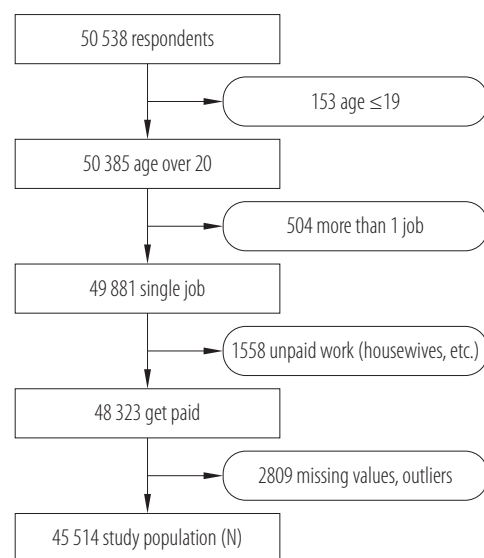 50 538 respondents
153 age ≤19
50 385 age over 20
504 more than 1 job
49 881 single job
1558 unpaid work (housewives, etc.)
48 323 get paid
2809 missing values, outliers
45 514 study population (N)